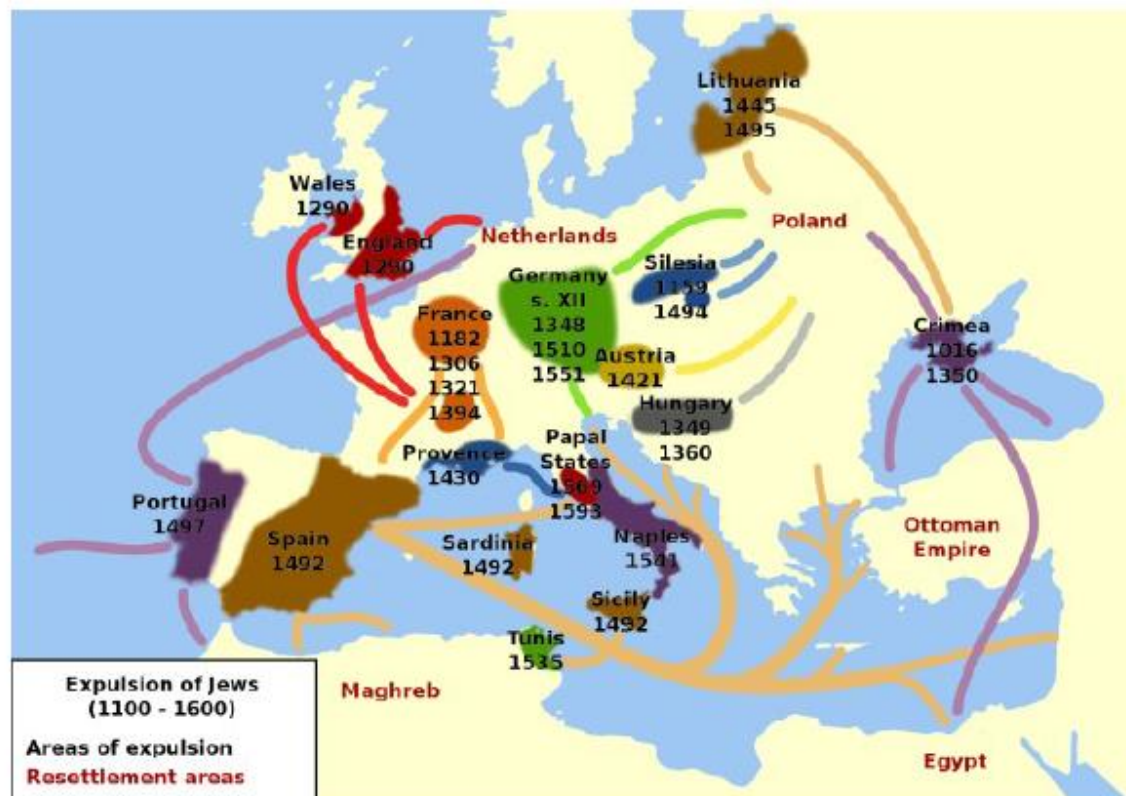 Lithuania
1445
1495
Wales
1290
England
1290
Netherlands
Poland
Germany
s. XII
1348
1510
1551
Silesia
1159
1494
France
1182
1306
1321
1394
Austria
1421
Crimea
1016
1350
Hungary
1349
1360
Provence
1430
Papal
States
1569
1593
Portugal
1497
Spain
1492
Sardinia
1492
Naples
1541
Ottoman
Empire
Sicily
1492
Tunis
1535
Maghreb
Egypt
Expulsion of Jews
(1100 - 1600)
Areas of expulsion
Resettlement areas